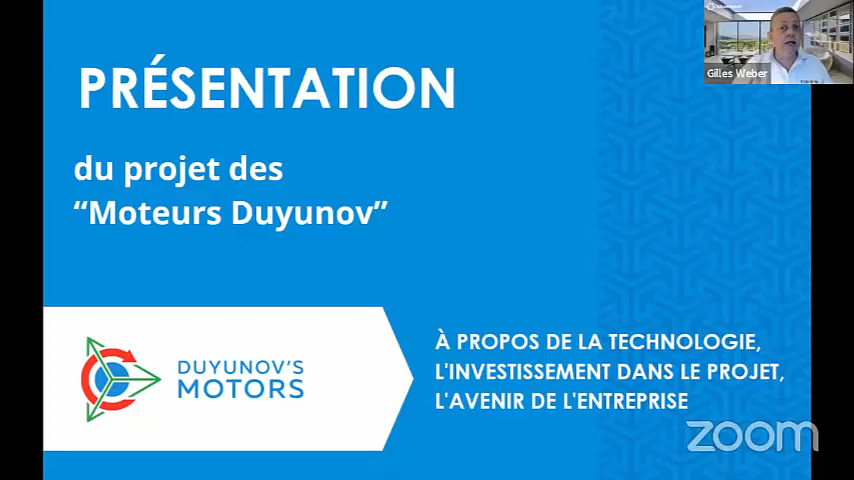 PRÉSENTATION
du projet des
“Moteurs Duyunov”
Gilles Weber
DUYUNOV'S
MOTORS
À PROPOS DE LA TECHNOLOGIE,
L'INVESTISSEMENT DANS LE PROJET,
L'AVENIR DE L'ENTREPRISE
zoom